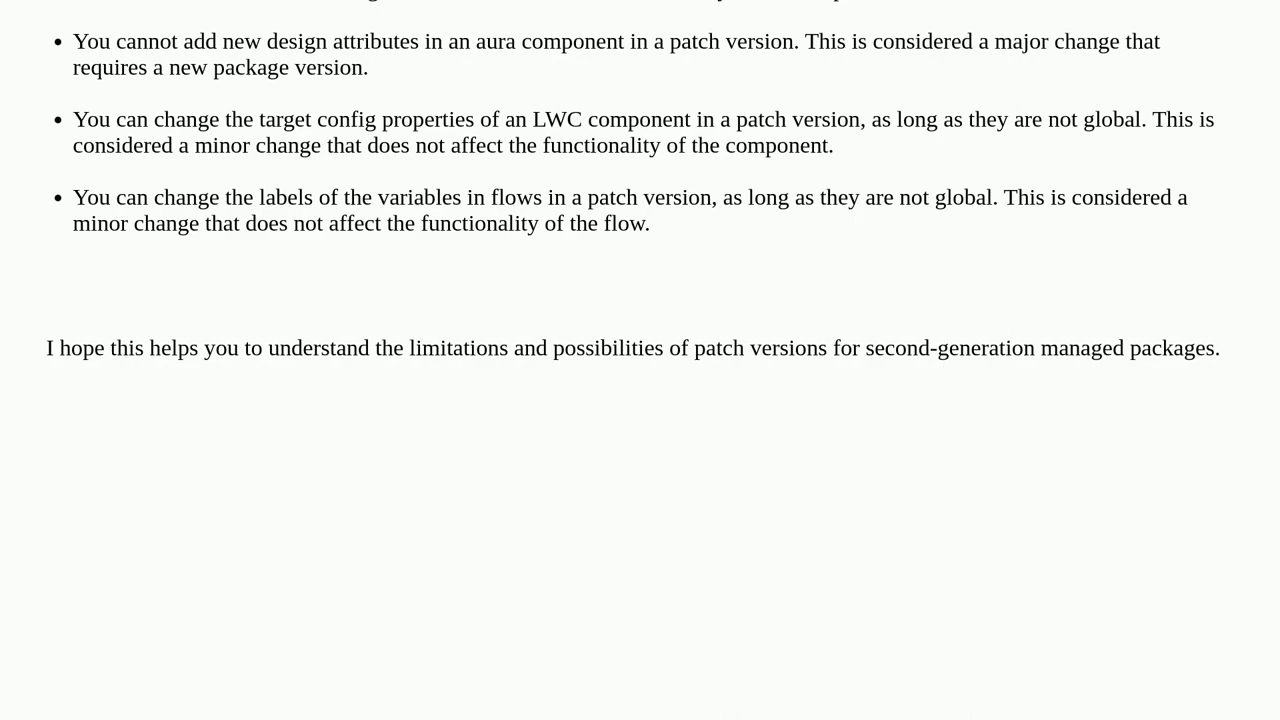 You cannot add new design attributes in an aura component in a patch version. This is considered a major change that
requires a new package version.
You can change the target config properties of an LWC component in a patch version, as long as they are not global. This is
considered a minor change that does not affect the functionality of the component.
You can change the labels of the variables in flows in a patch version, as long as they are not global. This is considered a
minor change that does not affect the functionality of the flow.
I hope this helps you to understand the limitations and possibilities of patch versions for second-generation managed packages.